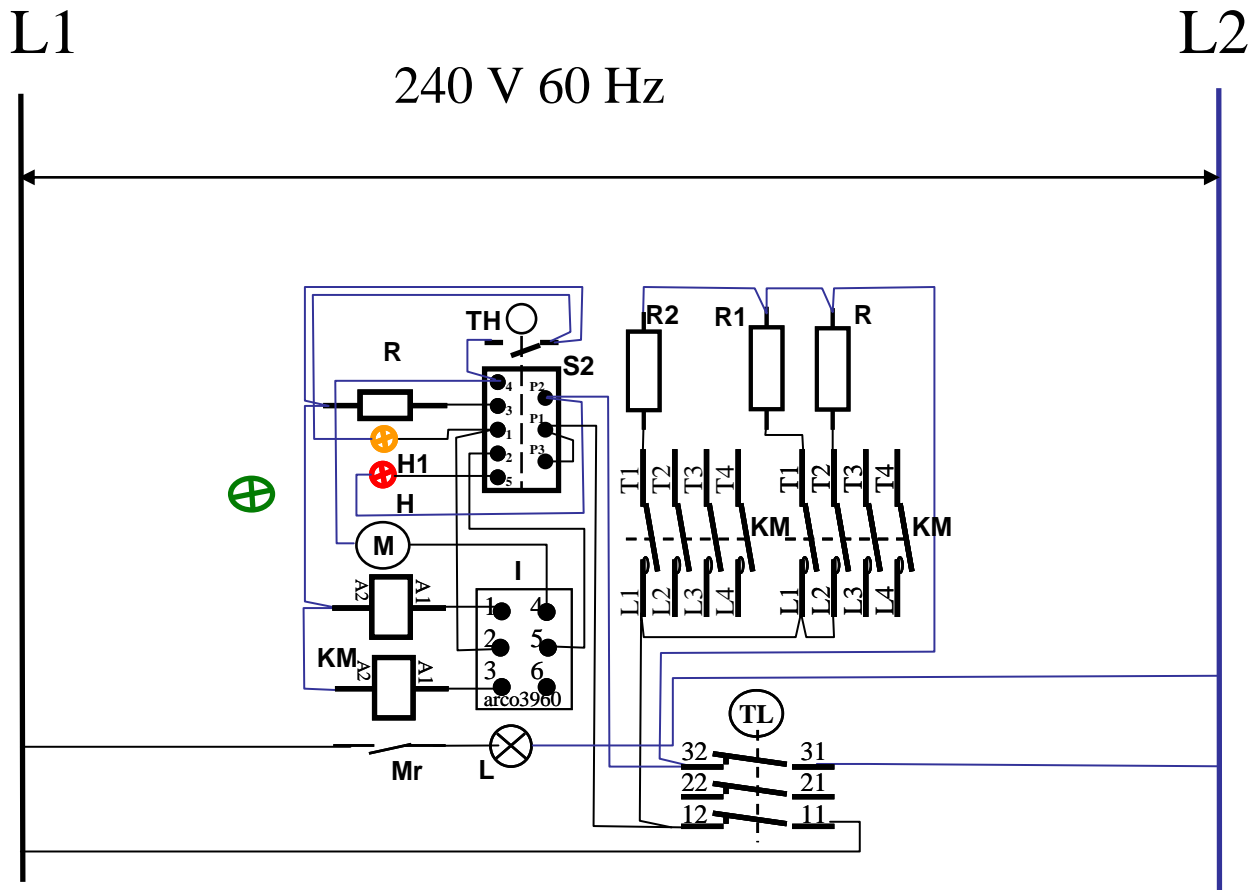 L1 L2
240 V 60 Hz
TH
R
S2
R2 R1 R
4 P2
3
1 P1
2 P3
5
H1
H
M
I
T1 T2 T3 T4
T1 T2 T3 T4
KM
KM
L1 L2 L3 L4
L1 L2 L3 L4
A2 A1
1 4
2 5
3 6
arco3960
KM
A2 A1
Mr
L
TL
32 31
22 21
12 11